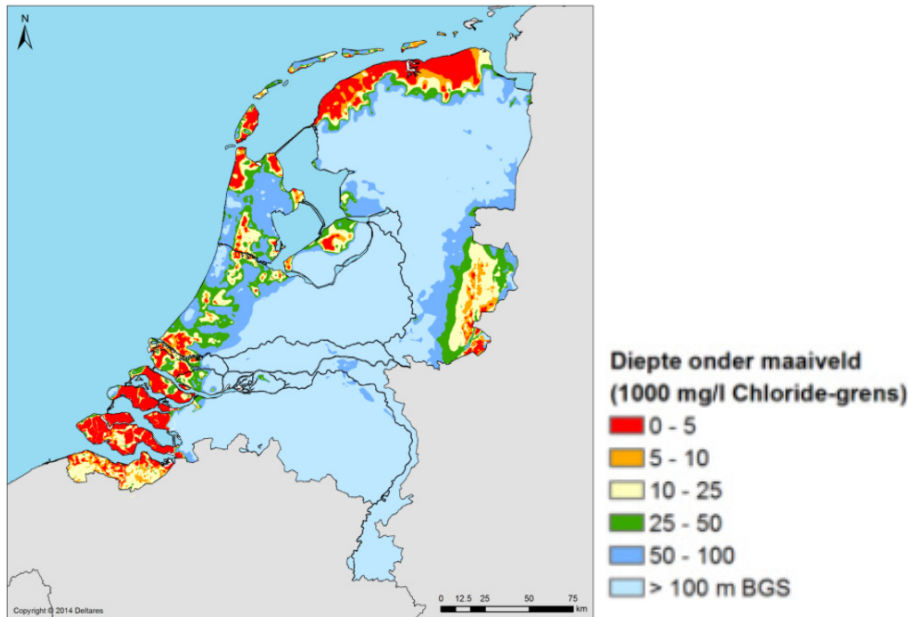 N
Diepte onder maaiveld
(1000 mg/l Chloride-grens)
0 - 5
5 - 10
10 - 25
25 - 50
50 - 100
> 100 m BGS
Copyright © 2014 Deltares
0 12.5 25 50 75
km